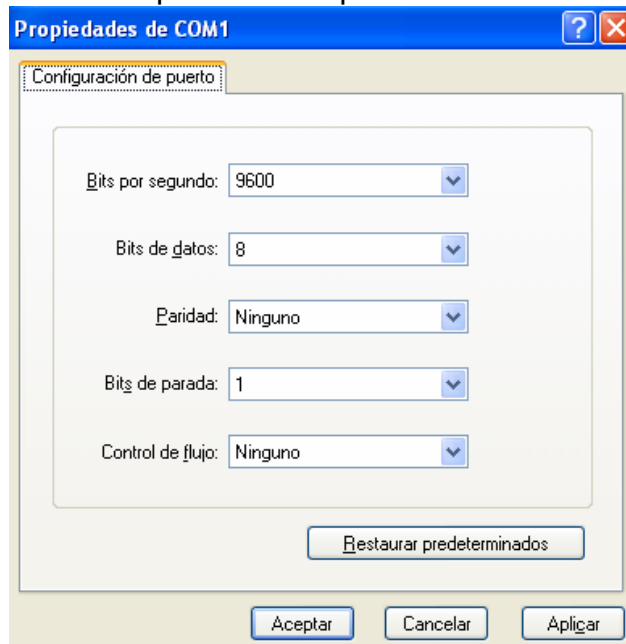 Propiedades de COM1
Configuración de puerto
Bits por segundo: 9600
Bits de datos: 8
Paridad: Ninguno
Bits de parada: 1
Control de flujo: Ninguno
Restaurar predeterminados
Aceptar Cancelar Aplicar